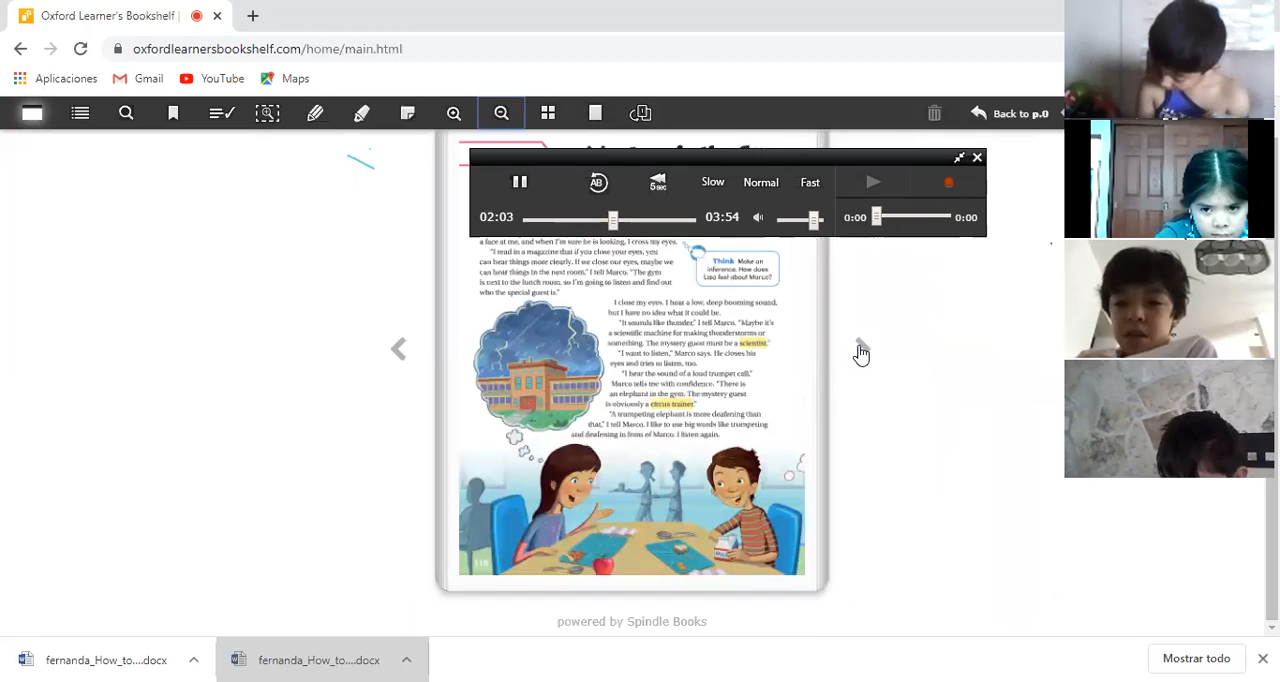 Oxford Learner's Bookshelf |
oxfordlearnersbookshelf.com/home/main.html
Aplicaciones
Gmail
YouTube
Maps
Back to p.0
AB
5sec
Slow
Normal
Fast
02:03
03:54
0:00
0:00
a face at me, and when I'm sure he is looking, I cross my eyes.
"I read in a magazine that if you close your eyes, you
can hear things more clearly. If we close our eyes, maybe we
can hear things in the next room," I tell Marco. "The gym
is next to the lunch room, so I'm going to listen and find out
who the special guest is."
Think Make an
inference. How does
Lisa feel about Marco?
I close my eyes. I hear a low, deep booming sound,
but I have no idea what it could be.
"It sounds like thunder," I tell Marco. "Maybe it's
a scientific machine for making thunderstorms or
something. The mystery guest must be a scientist."
"I want to listen," Marco says. He closes his
eyes and tries to listen, too.
"I hear the sound of a loud trumpet call,"
Marco tells me with confidence. "There is
an elephant in the gym. The mystery guest
is obviously a circus trainer."
"A trumpeting elephant is more deafening than
that," I tell Marco. I like to use big words like trumpeting
and deafening in front of Marco. I listen again.
118
powered by Spindle Books
fernanda_How_to....docx
fernanda_How_to....docx
Mostrar todo